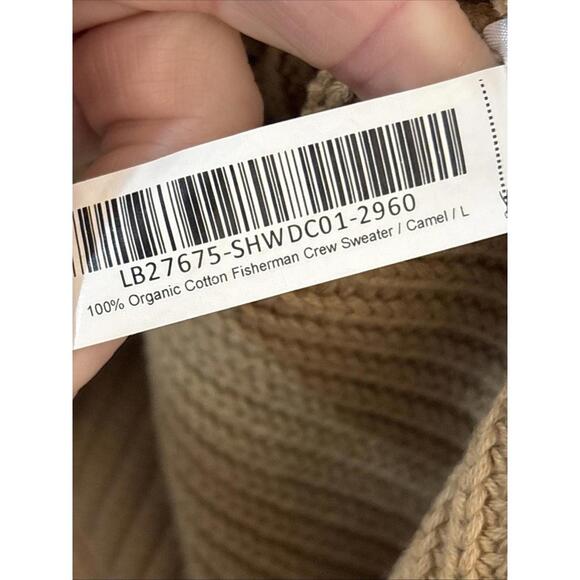 LB27675-SHWDC01-2960
100% Organic Cotton Fisherman Crew Sweater / Camel / L